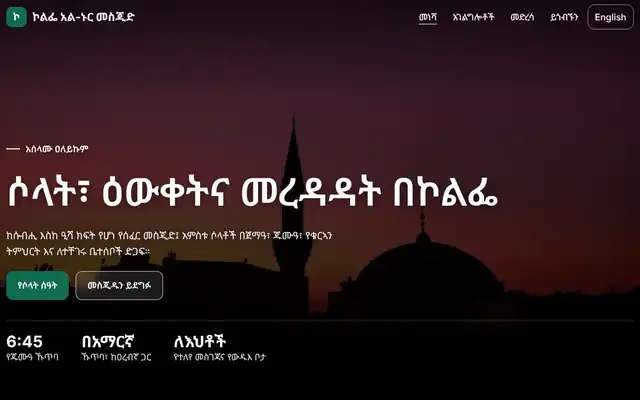 ኮ ኮልፌ አል-ኑር መስጂድ
መነሻ አገልግሎቶች መድረሳ ይጎብኙን English
አሰላሙ ዐለይኩም
ሶላት፣ ዕውቀትና መረዳዳት በኮልፌ
ከሱብሒ እስከ ዒሻ ክፍት የሆነ የሰፈር መስጂድ፤ አምስቱ ሶላቶች በጀማዓ፣ ጁሙዓ፣ የቁርኣን
ትምህርት እና ለተቸገሩ ቤተሰቦች ድጋፍ።
የሶላት ሰዓት
መስጂዱን ይደግፉ
6:45 በአማርኛ ለእህቶች
የጁሙዓ ኹጥባ ኹጥባ፣ ከዐረብኛ ጋር የተለየ መስገጃና የውዱእ ቦታ